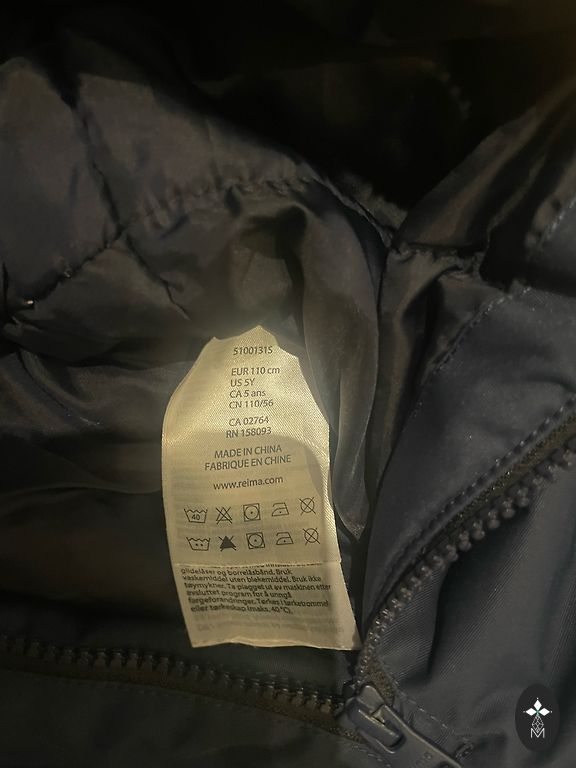 5100131S
EUR 110 cm
US 5Y
CA 5 ans
CN 110/56
CA 02764
RN 158093
MADE IN CHINA
FABRIQUE EN CHINE
www.reima.com
40
glidelåser og borrelåsbånd. Bruk
vaskemiddel uten blekemiddel. Bruk ikke
tøymykner. Ta plagget ut av maskinen etter
avsluttet program for å unngå
fargeforandringer. Tørkes i tørketrommel
eller tørkeskap (maks. 40 °C).
M